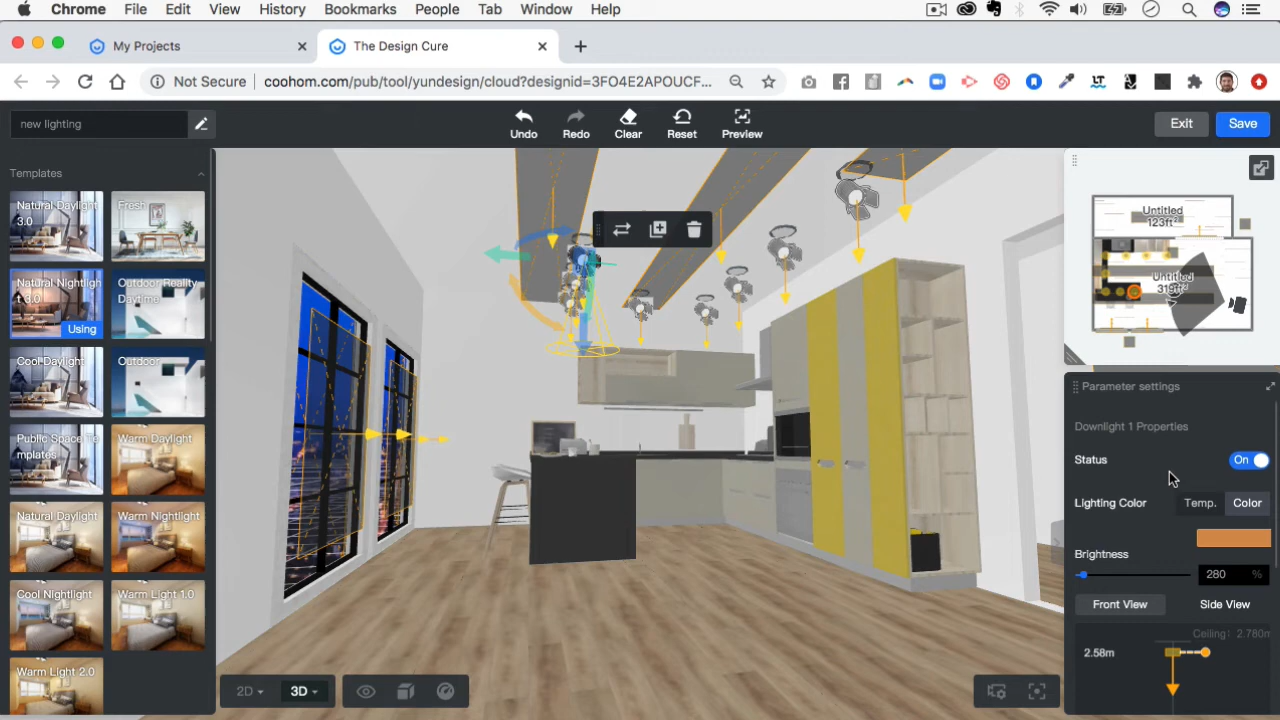 Chrome File Edit View History Bookmarks People Tab Window Help
My Projects
The Design Cure
Not Secure coohom.com/pub/tool/yundesign/cloud?designid=3FO4E2APOUCF...
new lighting
Undo Redo Clear Reset Preview
Exit Save
Templates
Natural Daylight 3.0
Fresh
Natural Nightlight 3.0
Using
Outdoor Reality Daytime
Cool Daylight
Outdoor
Public Space Templates
Warm Daylight
Natural Daylight
Warm Nightlight
Cool Nightlight
Warm Light 1.0
Warm Light 2.0
2D 3D
Untitled
123ft²
Untitled
319ft²
Parameter settings
Downlight 1 Properties
Status On
Lighting Color Temp. Color
Brightness
280 %
Front View Side View
Ceiling: 2.780m
2.58m